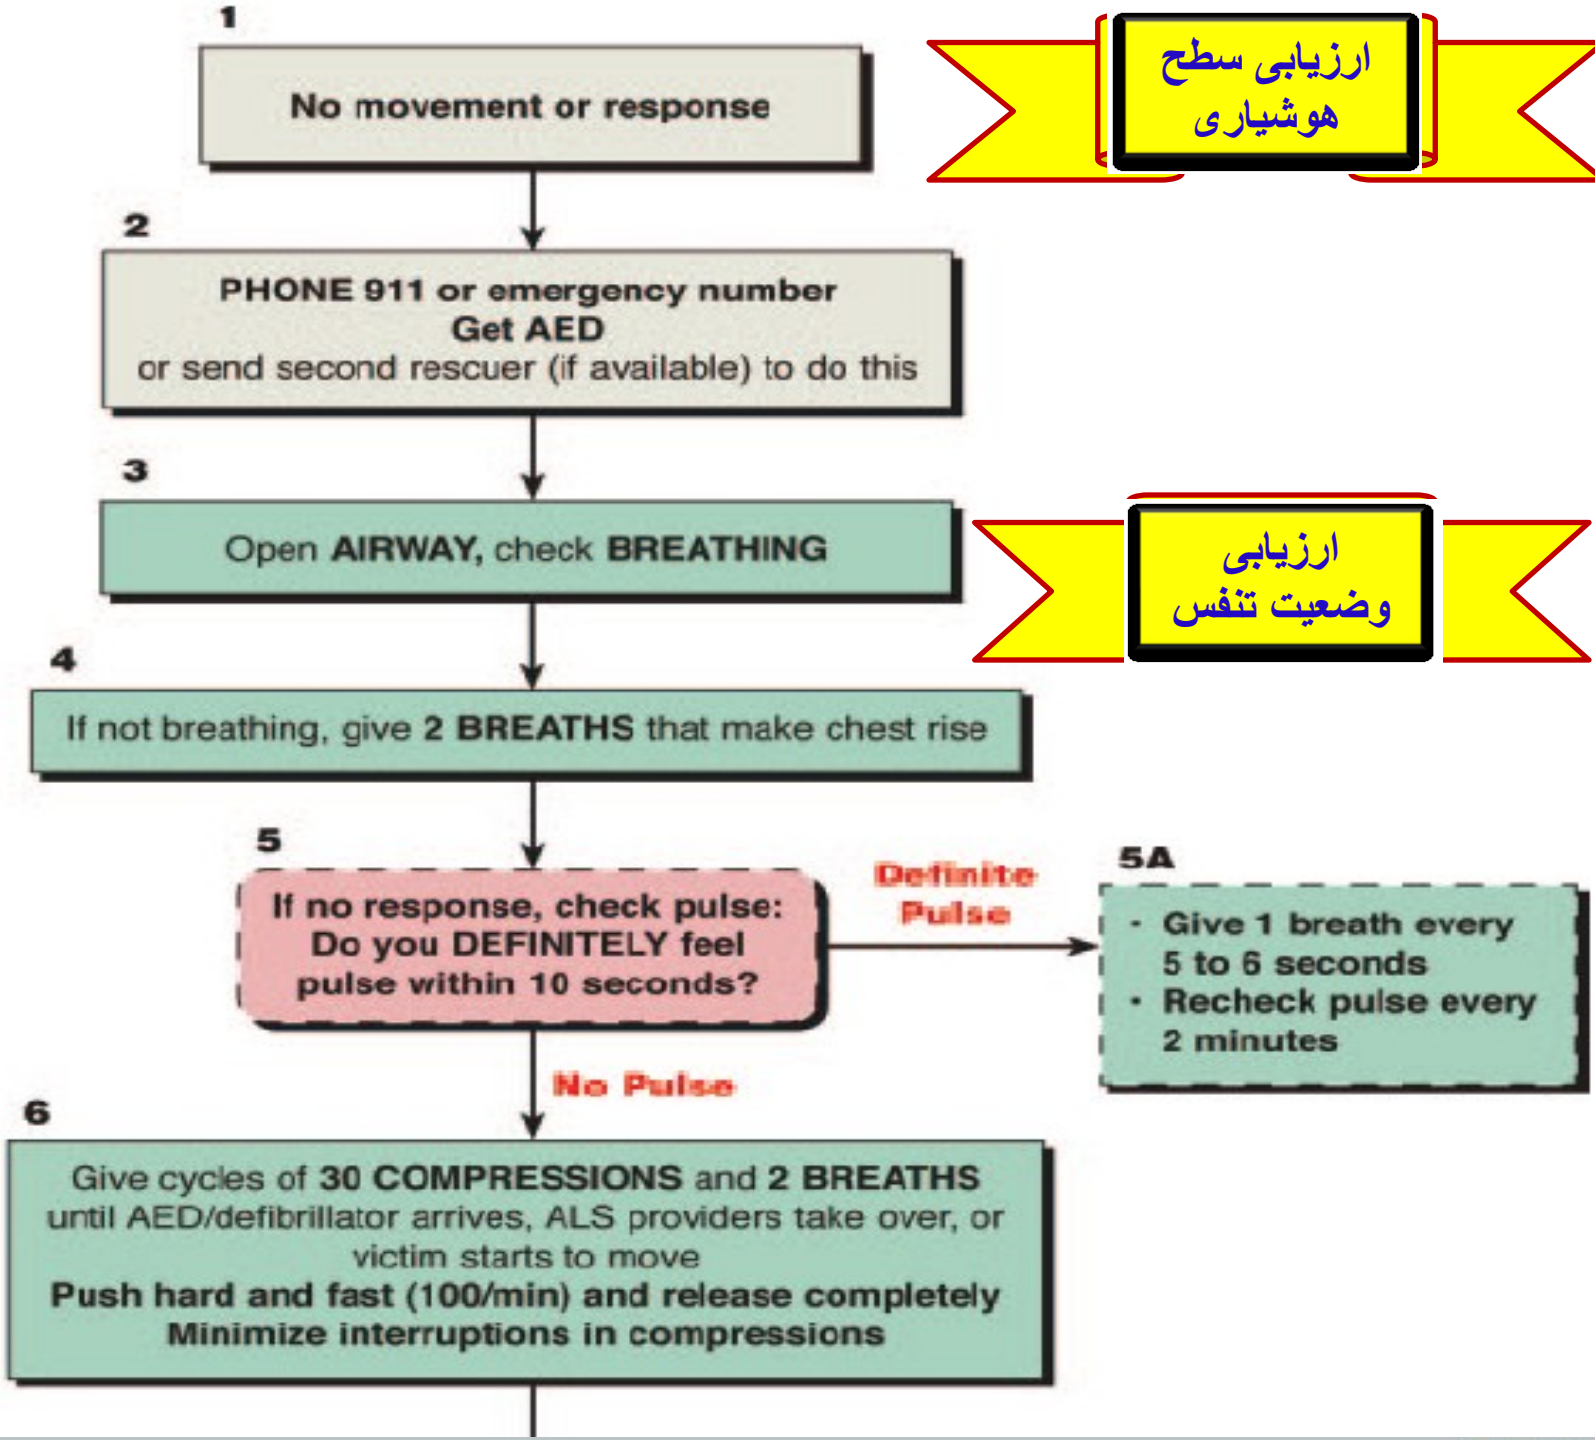 1
No movement or response
ارزیابی سطح
هوشیاری
2
PHONE 911 or emergency number
Get AED
or send second rescuer (if available) to do this
3
Open AIRWAY, check BREATHING
ارزیابی
وضعیت تنفس
4
If not breathing, give 2 BREATHS that make chest rise
5
If no response, check pulse:
Do you DEFINITELY feel
pulse within 10 seconds?
Definite
Pulse
5A
- Give 1 breath every
5 to 6 seconds
• Recheck pulse every
2 minutes
No Pulse
6
Give cycles of 30 COMPRESSIONS and 2 BREATHS
until AED/defibrillator arrives, ALS providers take over, or
victim starts to move
Push hard and fast (100/min) and release completely
Minimize interruptions in compressions